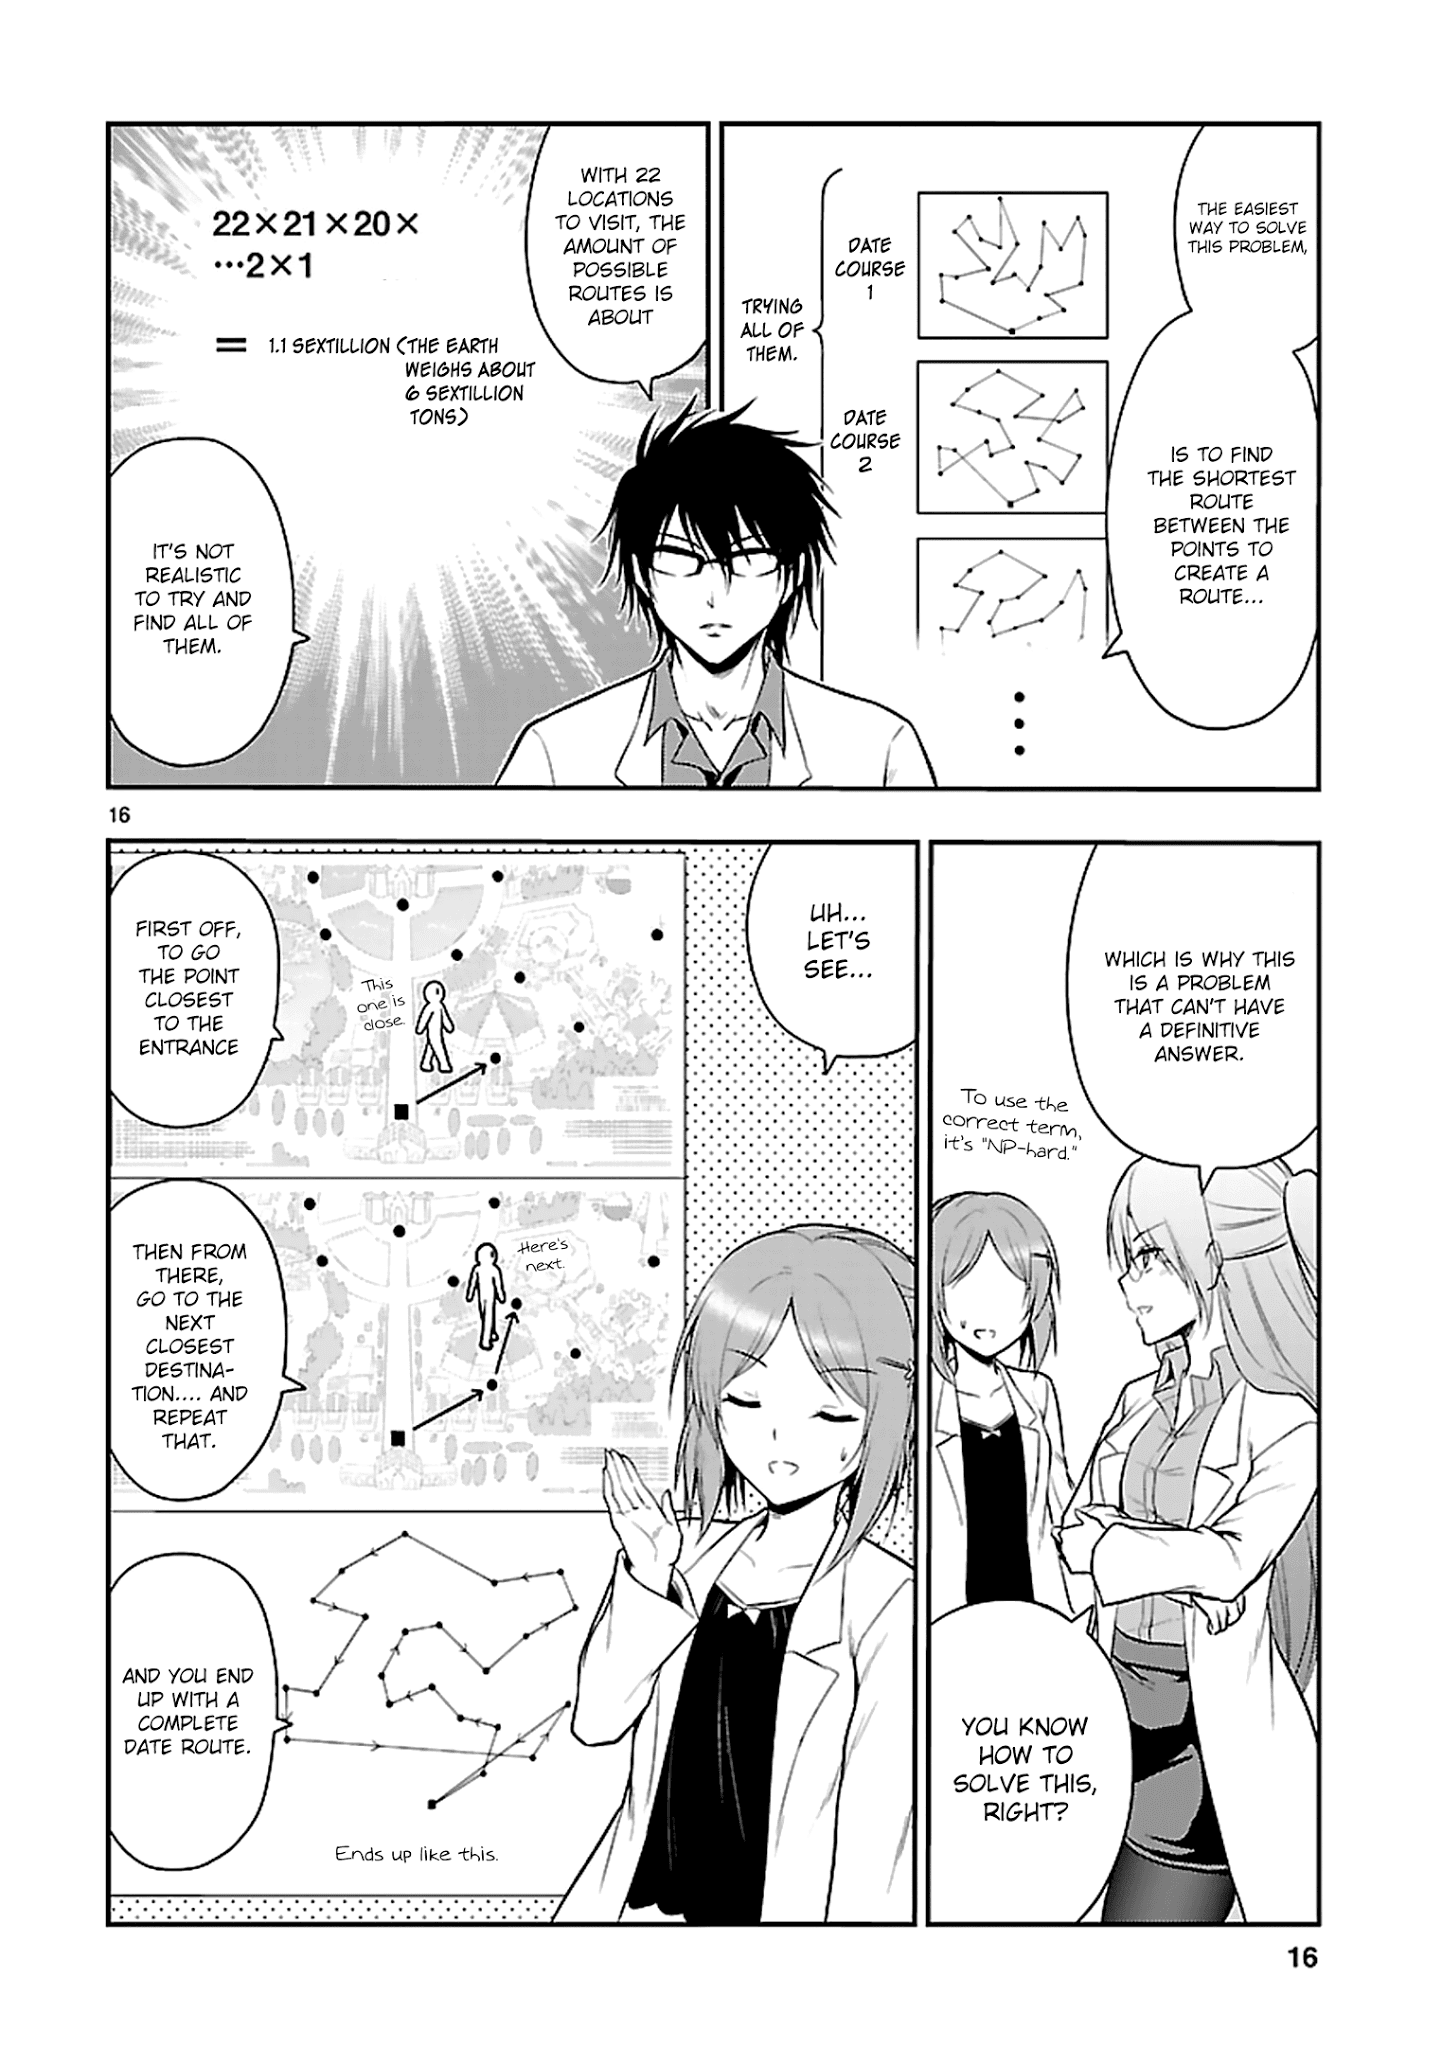 THE EASIEST
WAY TO SOLVE
THIS PROBLEM,
IS TO FIND
THE SHORTEST
ROUTE
BETWEEN THE
POINTS TO
CREATE A
ROUTE...
DATE
COURSE
1
DATE
COURSE
2
TRYING
ALL OF
THEM.
WITH 22
LOCATIONS
TO VISIT, THE
AMOUNT OF
POSSIBLE
ROUTES IS
ABOUT
22×21×20×
…2×1
= 1.1 SEXTILLION (THE EARTH
WEIGHS ABOUT
6 SEXTILLION
TONS)
IT'S NOT
REALISTIC
TO TRY AND
FIND ALL OF
THEM.
16
WHICH IS WHY THIS
IS A PROBLEM
THAT CAN'T HAVE
A DEFINITIVE
ANSWER.
To use the
correct term,
it's "NP-hard."
YOU KNOW
HOW TO
SOLVE THIS,
RIGHT?
UH...
LET'S
SEE...
FIRST OFF,
TO GO
THE POINT
CLOSEST
TO THE
ENTRANCE
This
one is
close.
THEN FROM
THERE,
GO TO THE
NEXT
CLOSEST
DESTINA-
TION.... AND
REPEAT
THAT.
Here's
next.
AND YOU END
UP WITH A
COMPLETE
DATE ROUTE.
Ends up like this.
16